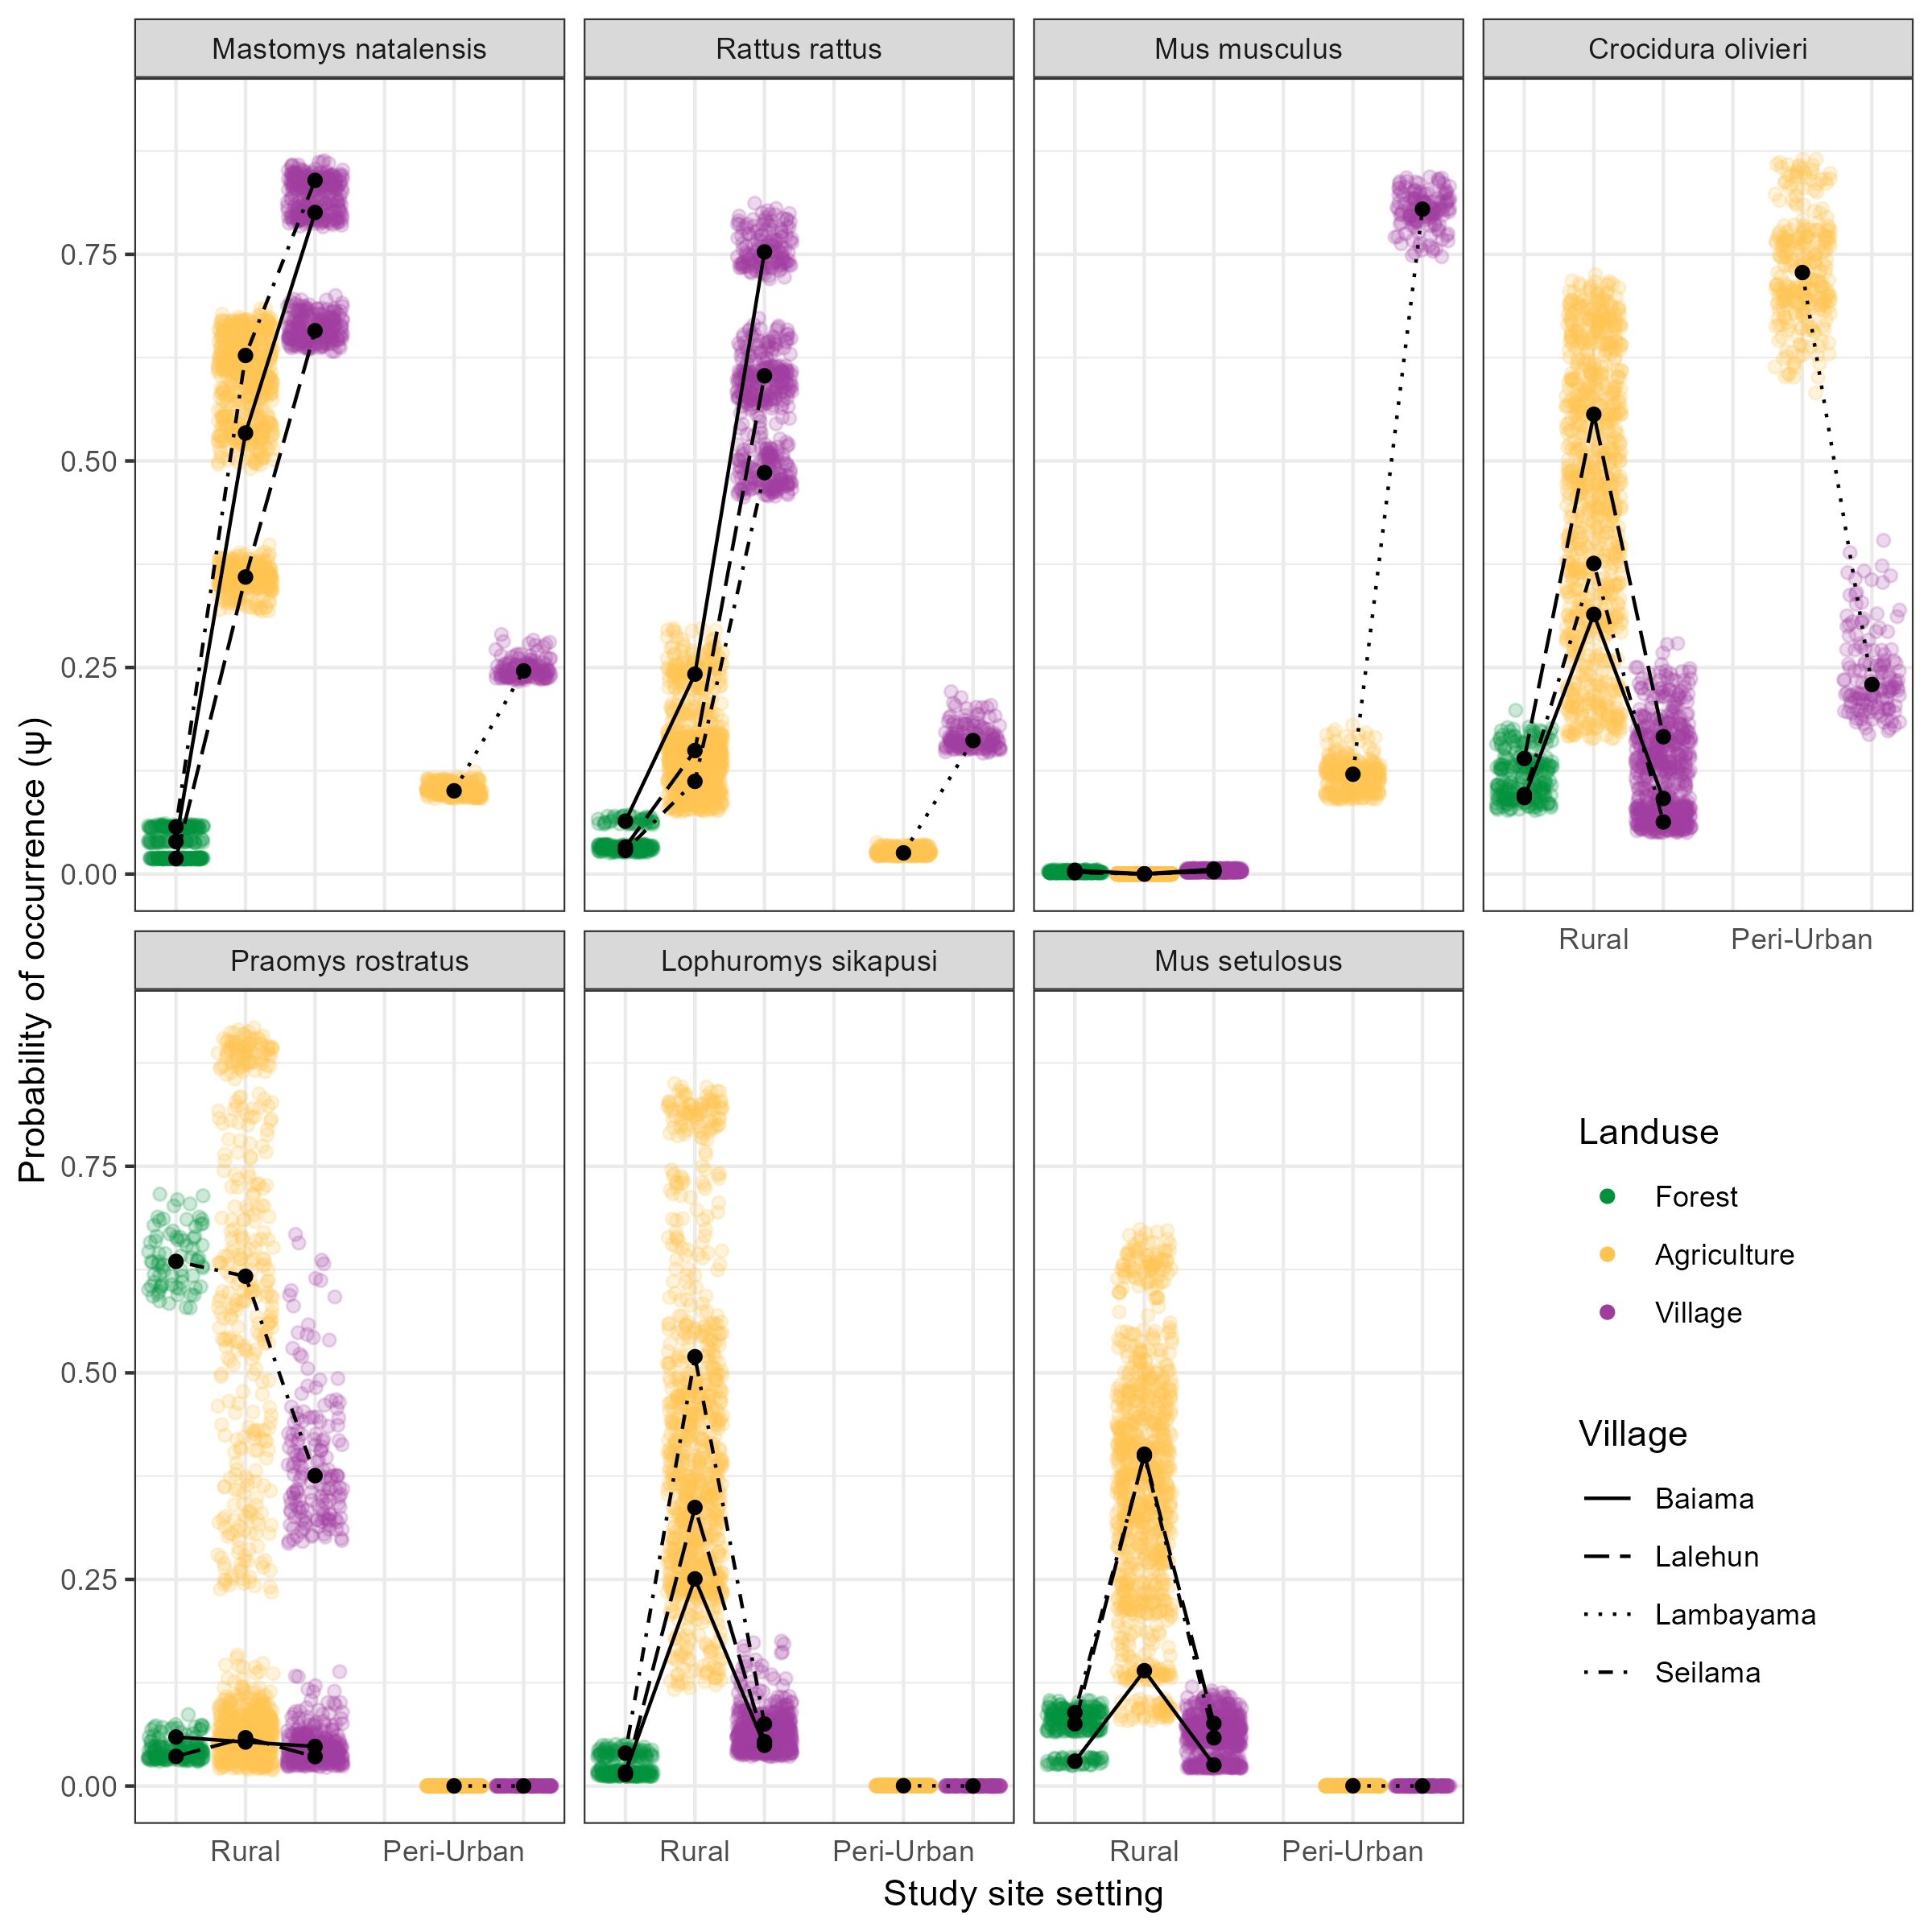 Mastomys natalensis
Rattus rattus
Mus musculus
Crocidura olivieri
0.75
0.50
0.25
0.00
Rural
Peri-Urban
Probability of occurrence (ψ)
Praomys rostratus
Lophuromys sikapusi
Mus setulosus
0.75
0.50
0.25
0.00
Rural
Peri-Urban
Rural
Peri-Urban
Rural
Peri-Urban
Study site setting
Landuse
Forest
Agriculture
Village
Village
Baiama
Lalehun
Lambayama
Seilama